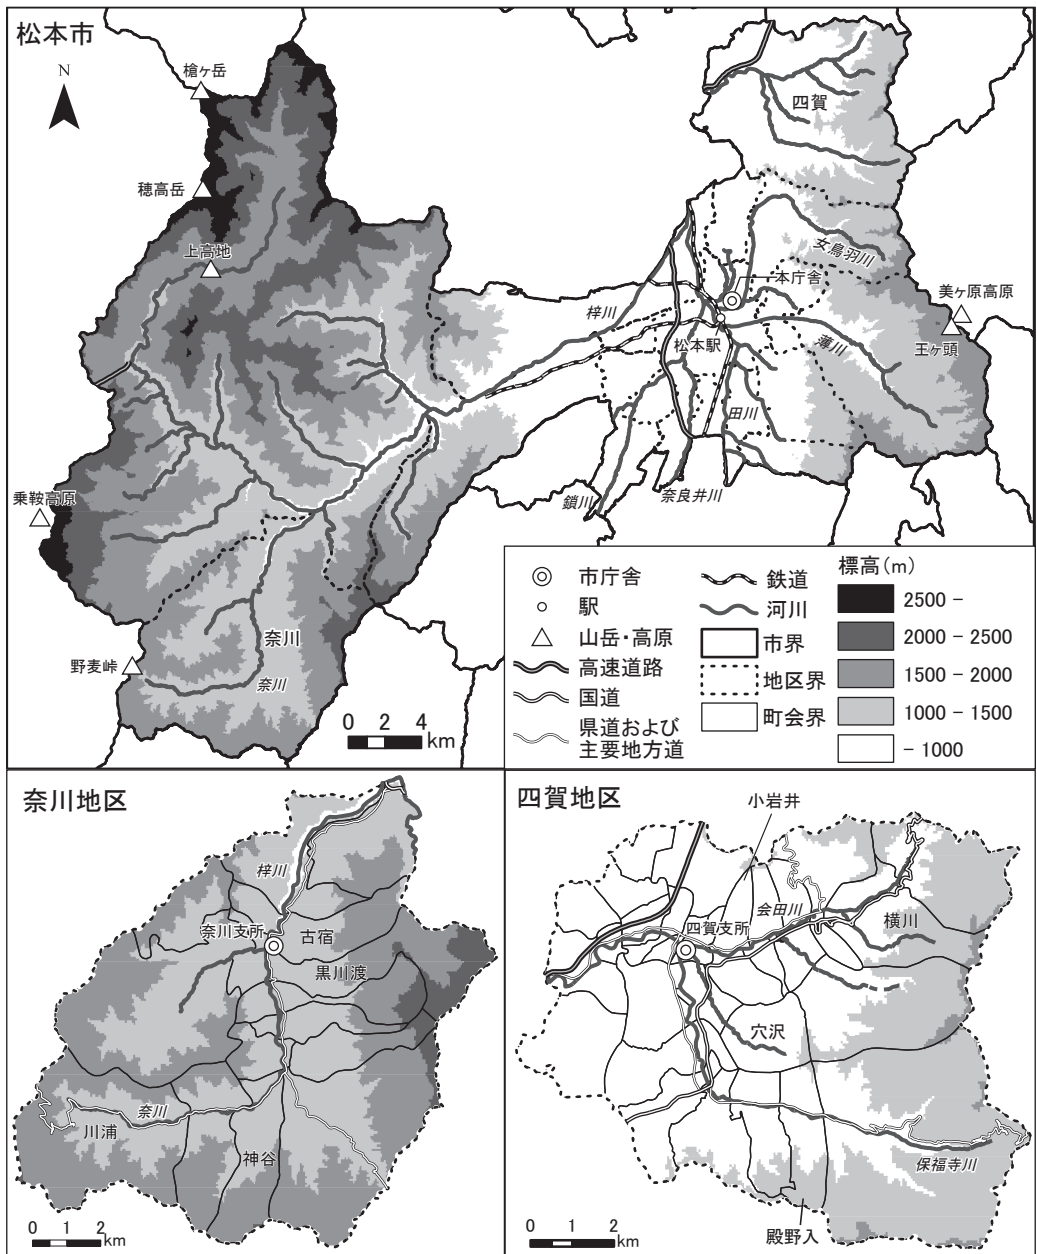 松本市
N
槍ヶ岳
穂高岳
上高地
乗鞍高原
野麦峠
奈川
奈川
四賀
女鳥羽川
本庁舎
美ヶ原高原
王ヶ頭
薄川
梓川
松本駅
田川
鎖川
奈良井川
0 2 4
km
市庁舎
駅
山岳・高原
高速道路
国道
県道および
主要地方道
鉄道
河川
市界
地区界
町会界
標高(m)
2500 -
2000 - 2500
1500 - 2000
1000 - 1500
- 1000
奈川地区
梓川
奈川支所
古宿
黒川渡
奈川
川浦
神谷
0 1 2
km
四賀地区
小岩井
会田川
四賀支所
横川
穴沢
保福寺川
殿野入
0 1 2
km